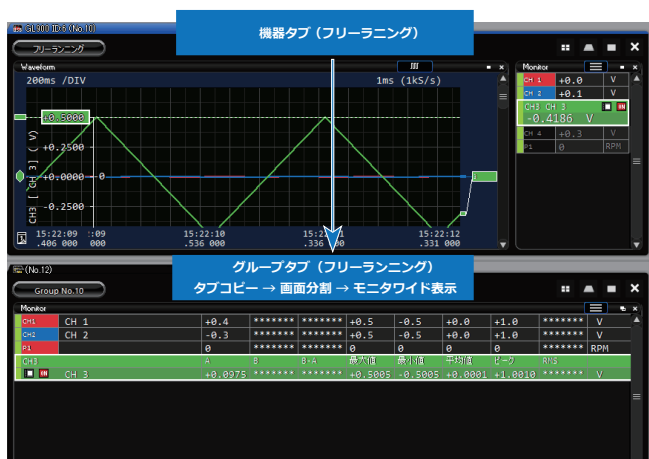 GL900 ID:6 (No.10)
機器タブ（フリーラニング）
フリーランニング
Waveform
200ms /DIV
1ms (1kS/s)
Monitor
CH 1 +0.0 V
CH 2 +0.1 V
CH3 CH 3
-0.4186 V
CH 4 +0.3 V
P1 0 RPM
+0.5000
+0.2500
+0.0000
0
-0.2500
CH3 [ CH 3] ( V)
15:22:09 :09 15:22:10 15:22:12
.406 000 000 .536 000 .331 000
グループタブ（フリーランニング）
タブコピー → 画面分割 → モニタワイド表示
(No.12)
Group No.10
Monitor
CH1 CH 1 +0.4 ******* ******* +0.5 -0.5 +0.0 +1.0 ******* V
CH2 CH 2 -0.3 ******* ******* +0.5 -0.5 +0.0 +1.0 ******* V
P1 0 ******* ******* 0 0 0 0 ******* RPM
CH3 A B B-A 最大値 最小値 平均値 ピーク RMS
CH 3 +0.0975 ******* ******* +0.5005 -0.5005 +0.0001 +1.0010 ******* V